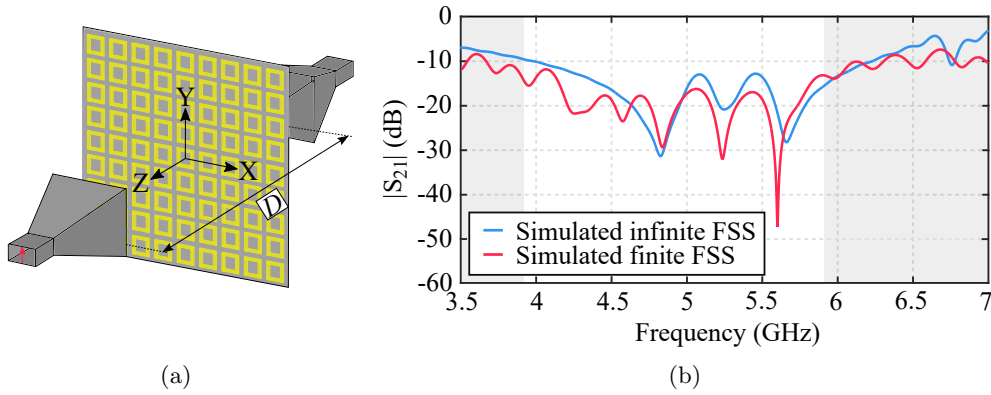 Y
X
Z
D
0
-10
-20
-30
-40
-50
-60
|S21| (dB)
Simulated infinite FSS
Simulated finite FSS
3.5 4 4.5 5 5.5 6 6.5 7
Frequency (GHz)
(a) (b)